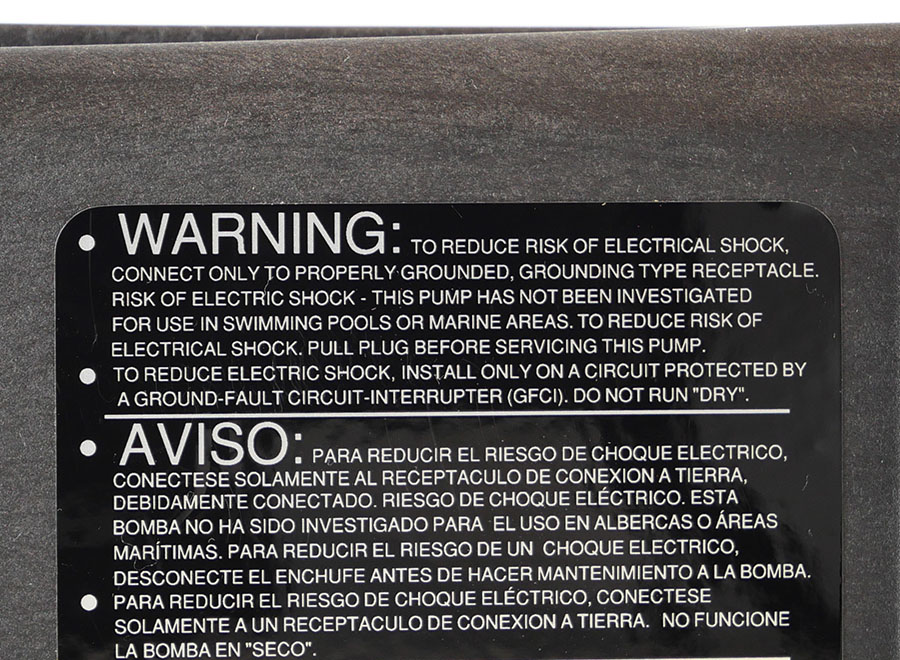 • WARNING: TO REDUCE RISK OF ELECTRICAL SHOCK,
CONNECT ONLY TO PROPERLY GROUNDED, GROUNDING TYPE RECEPTACLE.
RISK OF ELECTRIC SHOCK - THIS PUMP HAS NOT BEEN INVESTIGATED
FOR USE IN SWIMMING POOLS OR MARINE AREAS. TO REDUCE RISK OF
ELECTRICAL SHOCK. PULL PLUG BEFORE SERVICING THIS PUMP.
• TO REDUCE ELECTRIC SHOCK, INSTALL ONLY ON A CIRCUIT PROTECTED BY
A GROUND-FAULT CIRCUIT-INTERRUPTER (GFCI). DO NOT RUN "DRY".
• AVISO: PARA REDUCIR EL RIESGO DE CHOQUE ELECTRICO,
CONECTESE SOLAMENTE AL RECEPTACULO DE CONEXION A TIERRA,
DEBIDAMENTE CONECTADO. RIESGO DE CHOQUE ELÉCTRICO. ESTA
BOMBA NO HA SIDO INVESTIGADO PARA EL USO EN ALBERCAS O ÁREAS
MARÍTIMAS. PARA REDUCIR EL RIESGO DE UN CHOQUE ELECTRICO,
DESCONECTE EL ENCHUFE ANTES DE HACER MANTENIMIENTO A LA BOMBA.
• PARA REDUCIR EL RIESGO DE CHOQUE ELÉCTRICO, CONECTESE
SOLAMENTE A UN RECEPTACULO DE CONEXION A TIERRA. NO FUNCIONE
LA BOMBA EN "SECO".